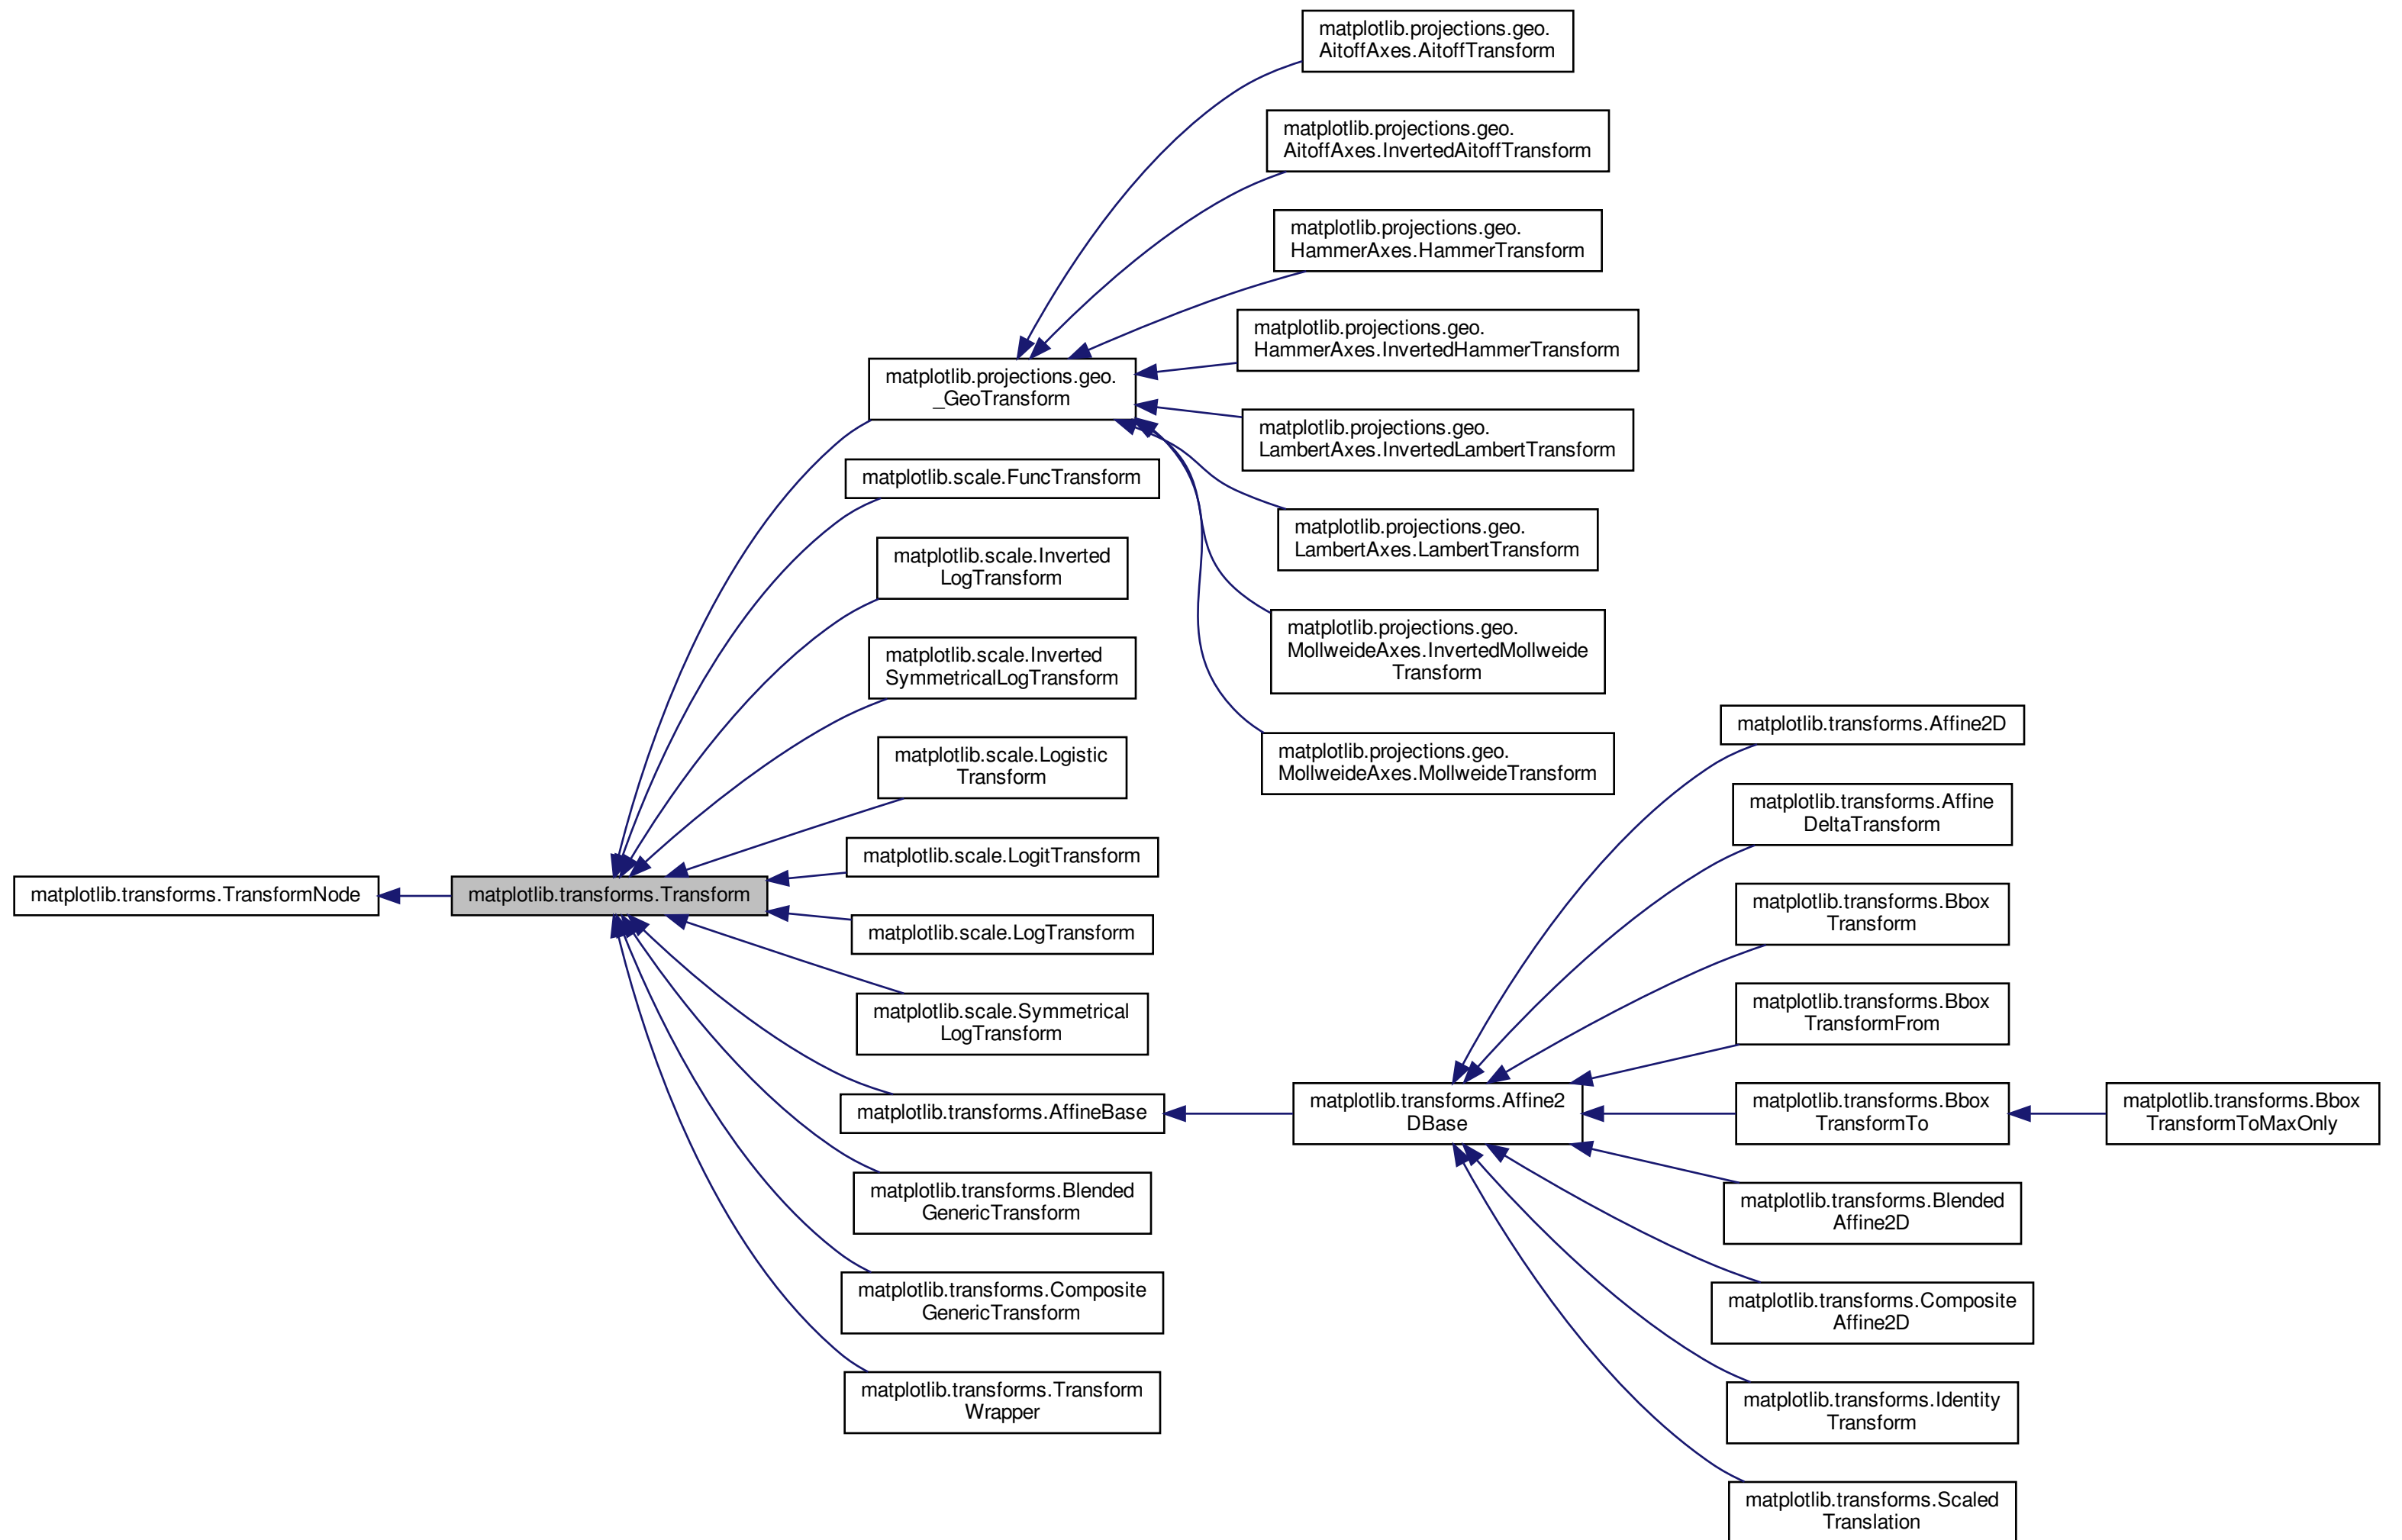 matplotlib.projections.geo.
AitoffAxes.AitoffTransform
matplotlib.projections.geo.
AitoffAxes.InvertedAitoffTransform
matplotlib.projections.geo.
HammerAxes.HammerTransform
matplotlib.projections.geo.
HammerAxes.InvertedHammerTransform
matplotlib.projections.geo.
_GeoTransform
matplotlib.projections.geo.
LambertAxes.InvertedLambertTransform
matplotlib.scale.FuncTransform
matplotlib.projections.geo.
LambertAxes.LambertTransform
matplotlib.scale.Inverted
LogTransform
matplotlib.projections.geo.
MollweideAxes.InvertedMollweide
Transform
matplotlib.scale.Inverted
SymmetricalLogTransform
matplotlib.projections.geo.
MollweideAxes.MollweideTransform
matplotlib.scale.Logistic
Transform
matplotlib.scale.LogitTransform
matplotlib.transforms.TransformNode
matplotlib.transforms.Transform
matplotlib.scale.LogTransform
matplotlib.scale.Symmetrical
LogTransform
matplotlib.transforms.AffineBase
matplotlib.transforms.Blended
GenericTransform
matplotlib.transforms.Composite
GenericTransform
matplotlib.transforms.Transform
Wrapper
matplotlib.transforms.Affine2
DBase
matplotlib.transforms.Affine2D
matplotlib.transforms.Affine
DeltaTransform
matplotlib.transforms.Bbox
Transform
matplotlib.transforms.Bbox
TransformFrom
matplotlib.transforms.Bbox
TransformTo
matplotlib.transforms.Bbox
TransformToMaxOnly
matplotlib.transforms.Blended
Affine2D
matplotlib.transforms.Composite
Affine2D
matplotlib.transforms.Identity
Transform
matplotlib.transforms.Scaled
Translation